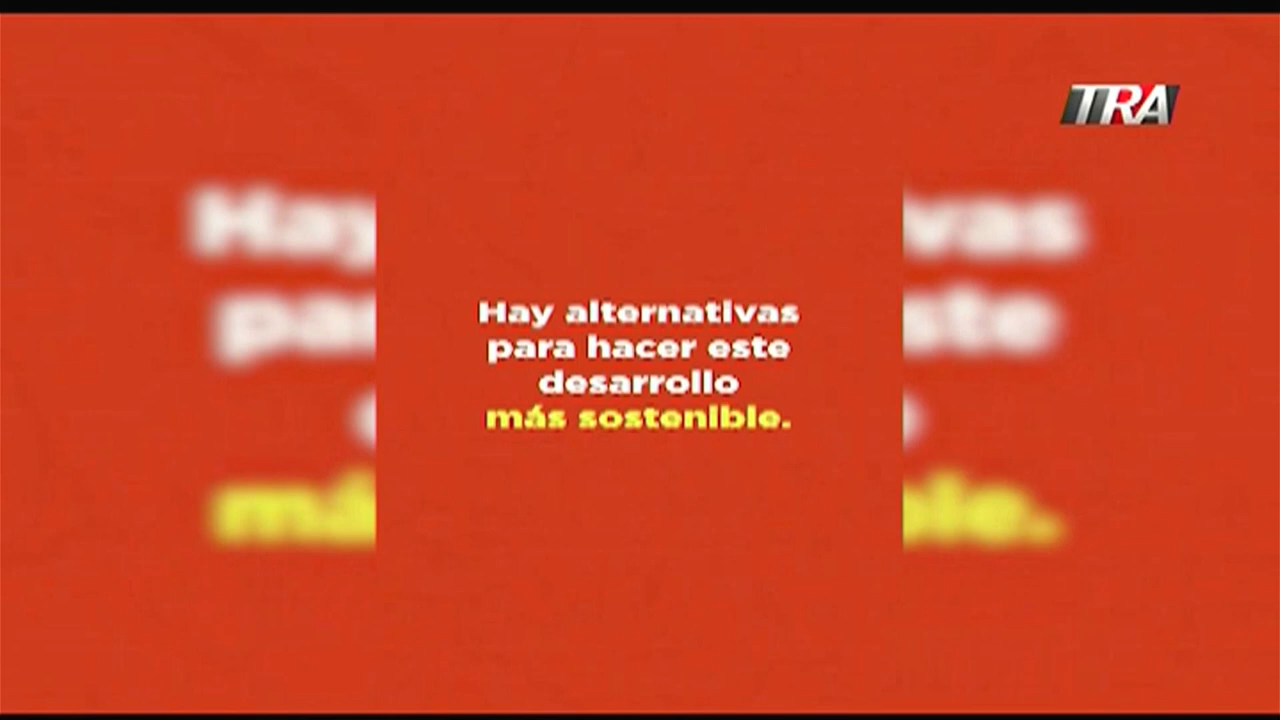 TRA
Hay alternativas
para hacer este
desarrollo
más sostenible.